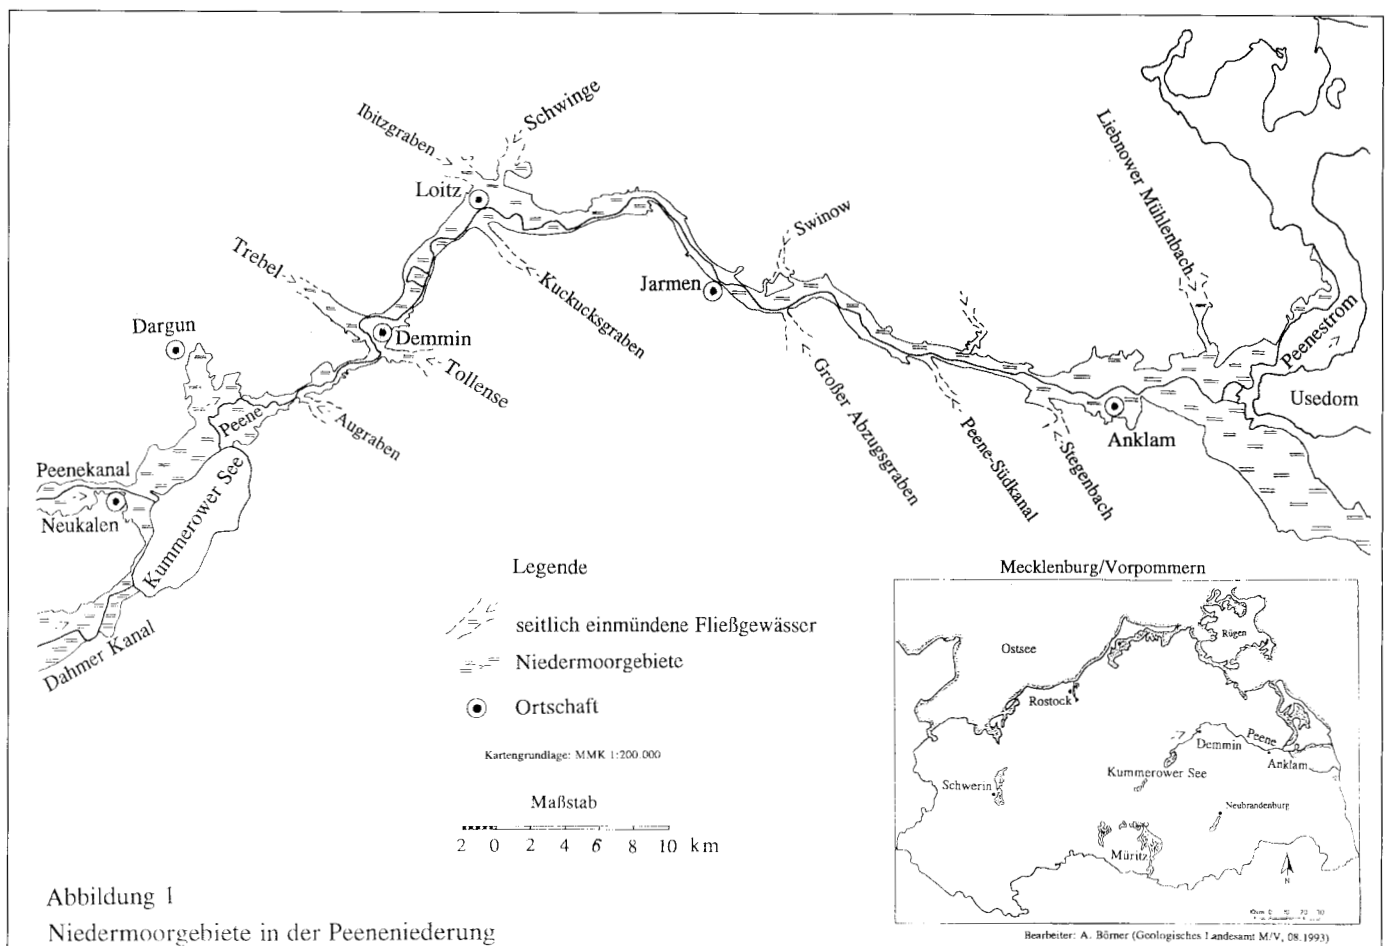 Ibitzgraben
Schwinge
Loitz
Trebel
Dargun
Demmin
Kuckucksgraben
Tollense
Augraben
Peene
Peenekanal
Neukalen
Kummerower See
Dahmer Kanal
Jarmen
Swinow
Großer Abzugsgraben
Peene-Südkanal
Stegenbach
Liebnower Mühlenbach
Anklam
Peenestrom
Usedom
Legende
seitlich einmündene Fließgewässer
Niedermoorgebiete
Ortschaft
Kartengrundlage: MMK 1:200.000
Maßstab
2 0 2 4 6 8 10 km
Mecklenburg/Vorpommern
Ostsee
Rügen
Rostock
Demmin
Peene
Anklam
Kummerower See
Schwerin
Neubrandenburg
Müritz
N
Abbildung 1
Niedermoorgebiete in der Peeneniederung
Bearbeiter: A. Börner (Geologisches Landesamt M/V, 08.1993)